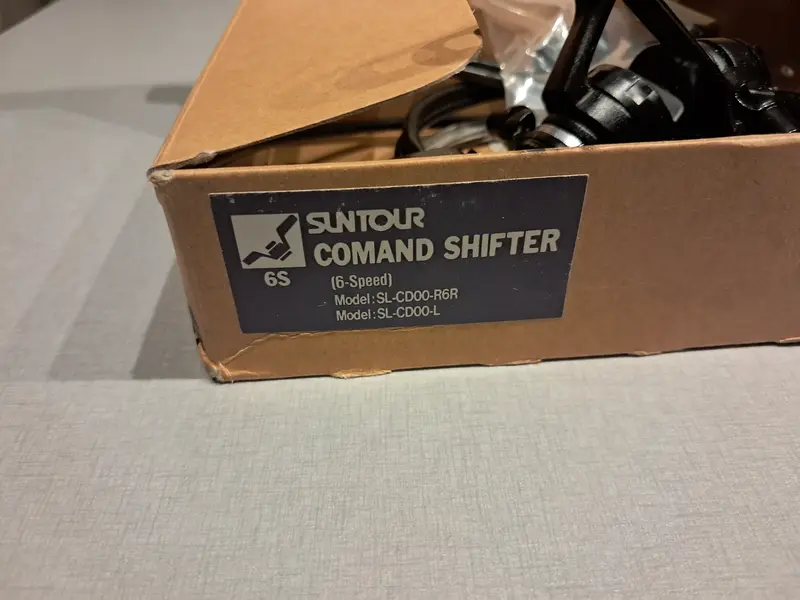 SUNTOUR
COMAND SHIFTER
6S
(6-Speed)
Model:SL-CD00-R6R
Model:SL-CD00-L